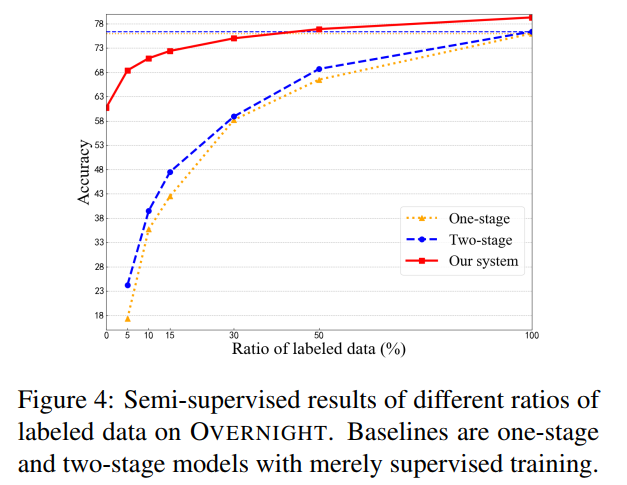 78
73
68
63
58
53
48
43
38
33
28
23
18
Accuracy
One-stage
Two-stage
Our system
0 5 10 15 30 50 100
Ratio of labeled data (%)
Figure 4: Semi-supervised results of different ratios of
labeled data on OVERNIGHT. Baselines are one-stage
and two-stage models with merely supervised training.